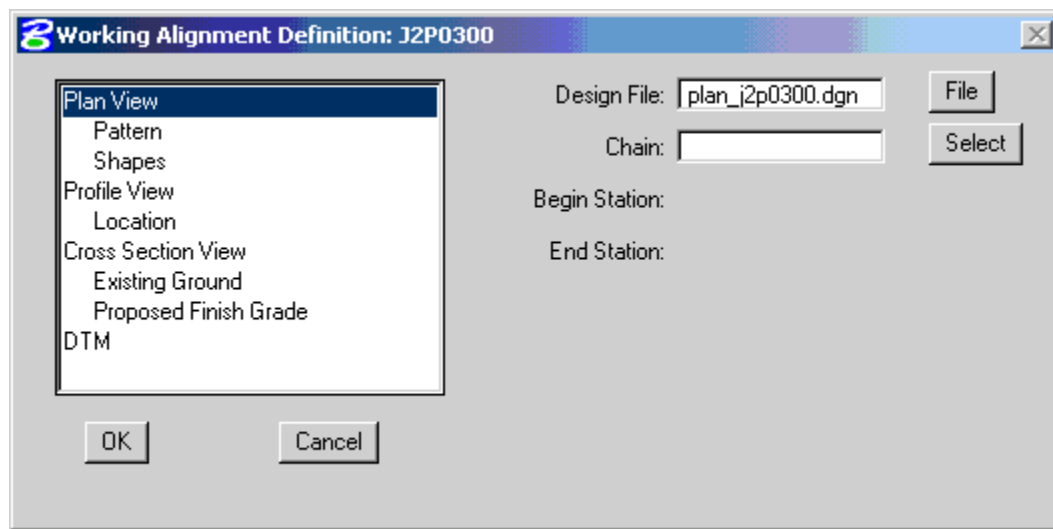 Working Alignment Definition: J2P0300
Plan View
Pattern
Shapes
Profile View
Location
Cross Section View
Existing Ground
Proposed Finish Grade
DTM
Design File: plan_j2p0300.dgn File
Chain: Select
Begin Station:
End Station:
OK Cancel